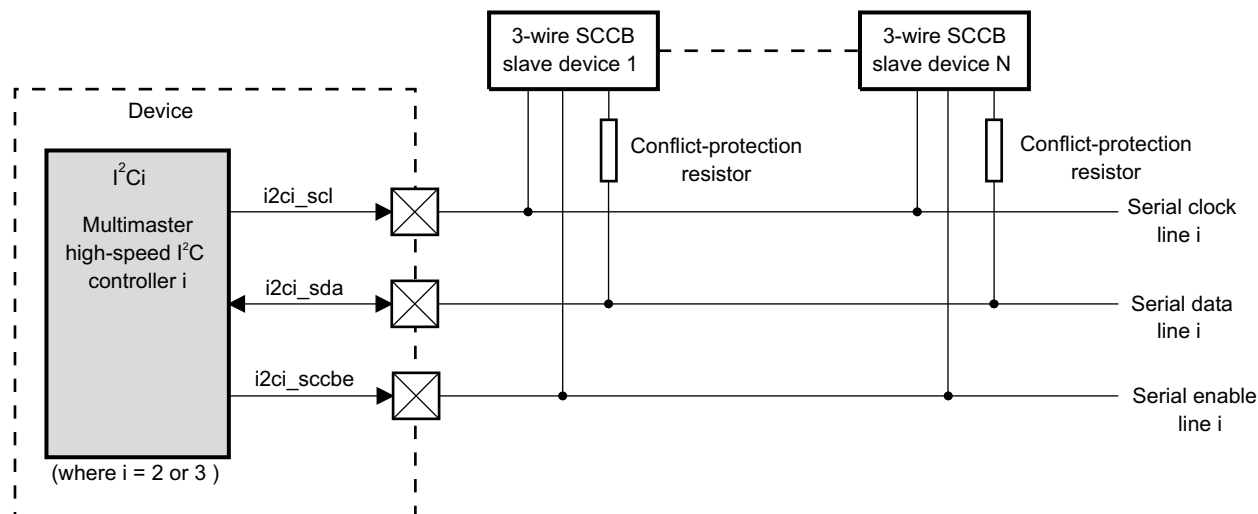 3-wire SCCB
slave device 1
3-wire SCCB
slave device N
Device
Conflict-protection
resistor
Conflict-protection
resistor
I²Ci
Multimaster
high-speed I²C
controller i
i2ci_scl
Serial clock
line i
i2ci_sda
Serial data
line i
i2ci_sccbe
Serial enable
line i
(where i = 2 or 3 )